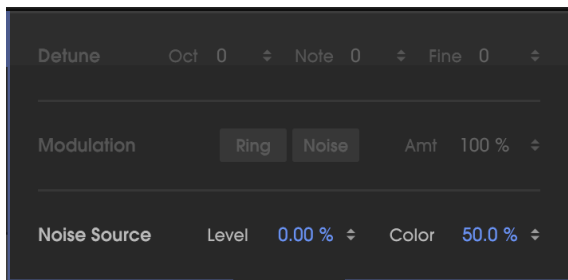 Detune Oct 0 Note 0 Fine 0
Modulation Ring Noise Amt 100 %
Noise Source Level 0.00 % Color 50.0 %